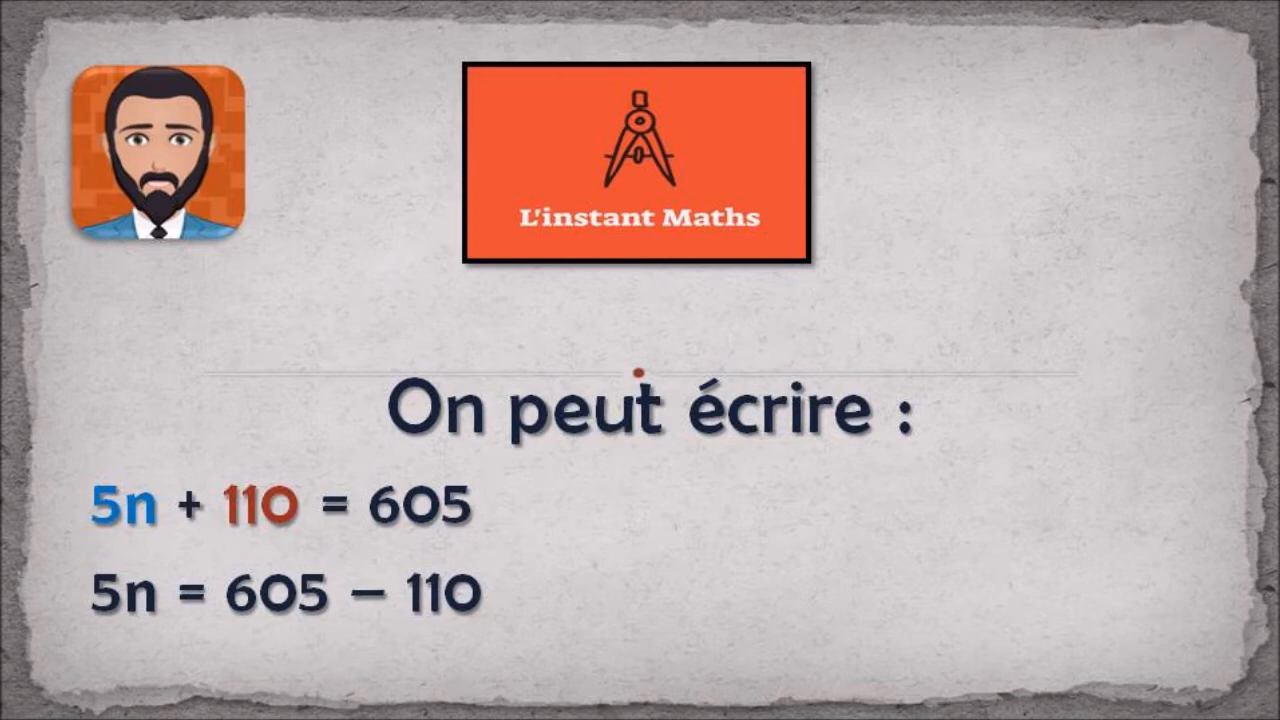 L'instant Maths
On peut écrire :
5n + 110 = 605
5n = 605 – 110